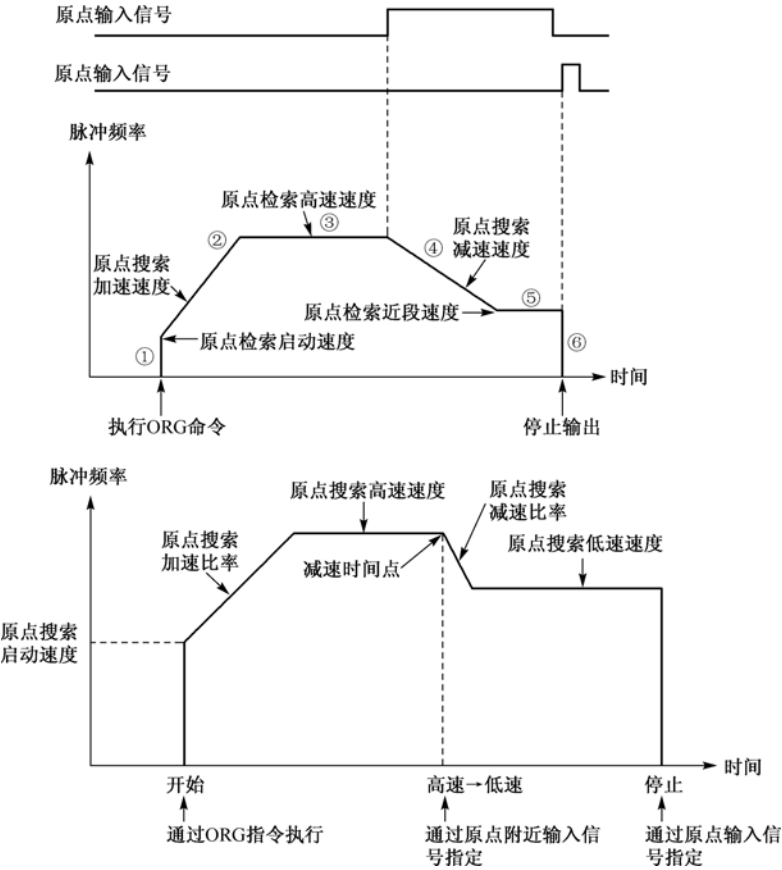 原点输入信号
原点输入信号
脉冲频率
原点检索高速速度
②
③
④
原点搜索
减速速度
原点搜索
加速速度
⑤
原点检索近段速度
①
原点检索启动速度
⑥
时间
执行ORG命令
停止输出
脉冲频率
原点搜索高速速度
原点搜索
减速比率
原点搜索
加速比率
减速时间点
原点搜索低速速度
原点搜索
启动速度
时间
开始
高速→低速
停止
通过ORG指令执行
通过原点附近输入信
号指定
通过原点输入信
号指定